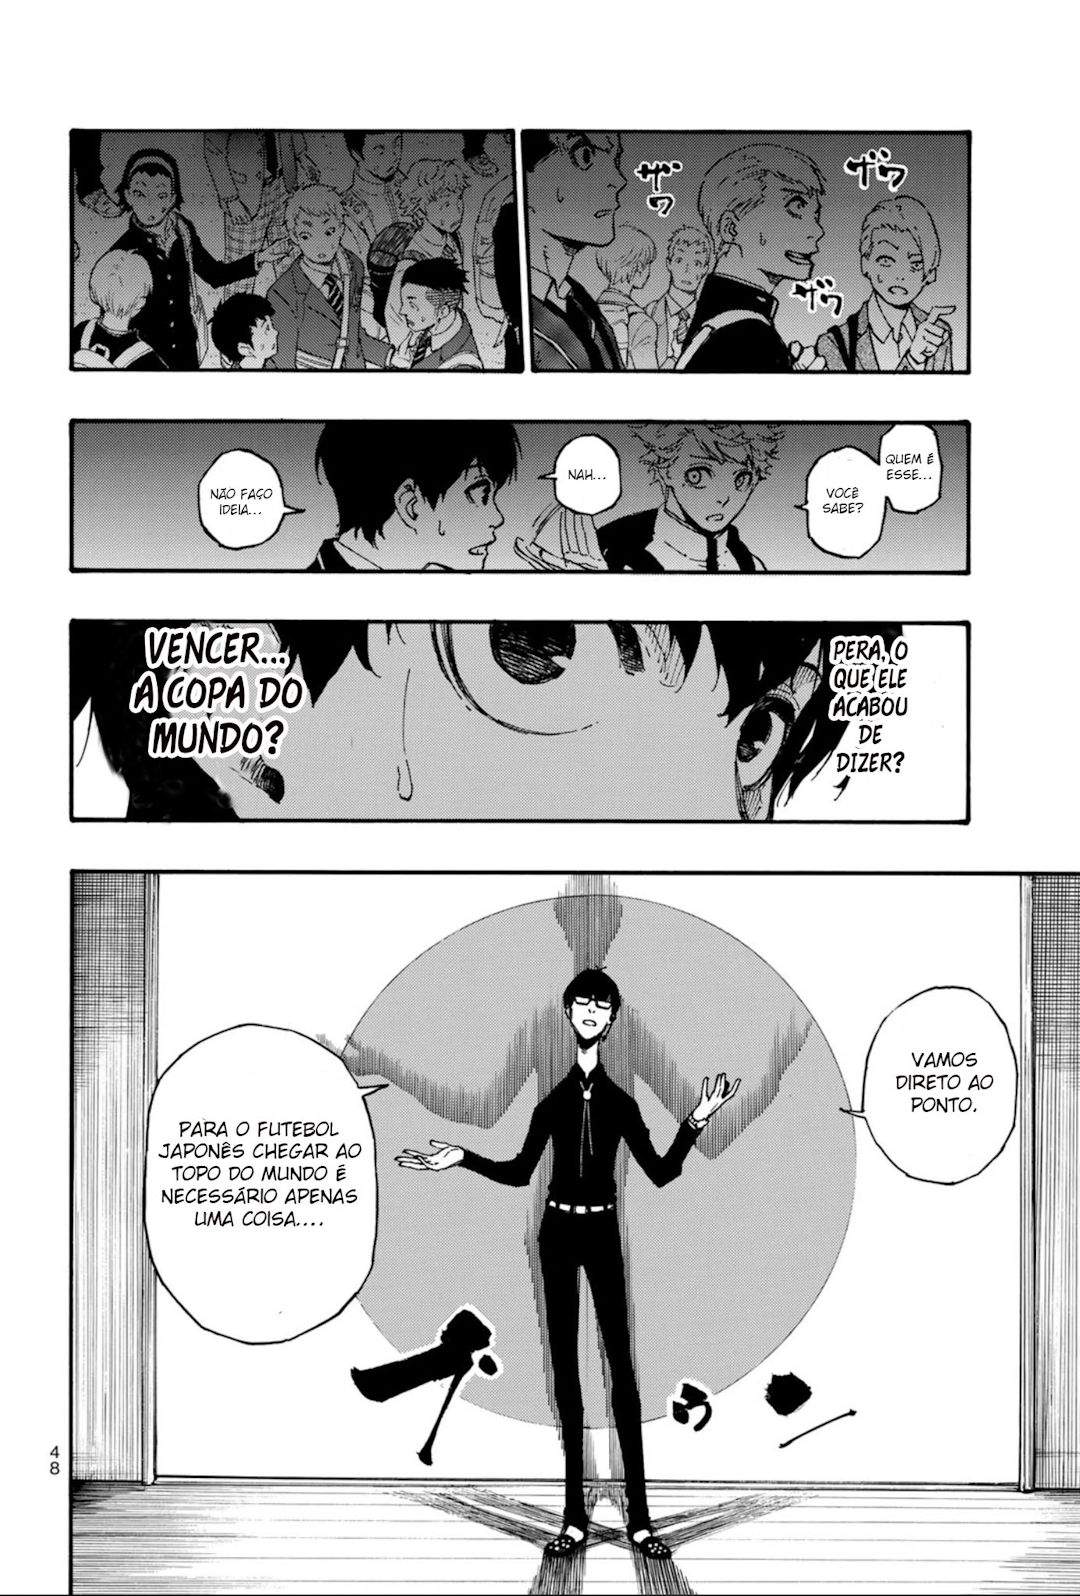 ザワ
ザワ
ザワ
QUEM É
ESSE...
VOCÊ
SABE?
NAH...
NÃO FAÇO
IDEIA...
PERA, O
QUE ELE
ACABOU
DE
DIZER?
VENCER...
A COPA DO
MUNDO?
VAMOS
DIRETO AO
PONTO.
PARA O FUTEBOL
JAPONÊS CHEGAR AO
TOPO DO MUNDO É
NECESSÁRIO APENAS
UMA COISA....
48